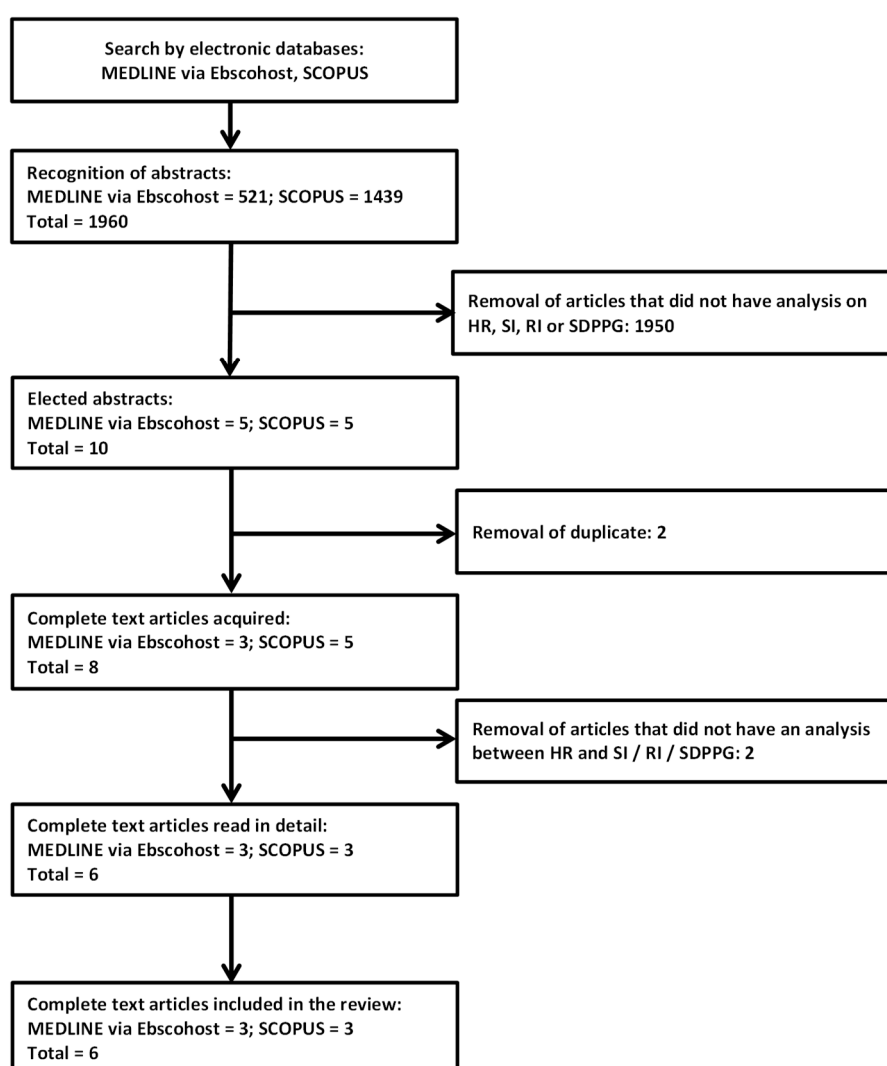 Search by electronic databases:
MEDLINE via Ebscohost, SCOPUS
Recognition of abstracts:
MEDLINE via Ebscohost = 521; SCOPUS = 1439
Total = 1960
Removal of articles that did not have analysis on
HR, SI, RI or SDPPG: 1950
Elected abstracts:
MEDLINE via Ebscohost = 5; SCOPUS = 5
Total = 10
Removal of duplicate: 2
Complete text articles acquired:
MEDLINE via Ebscohost = 3; SCOPUS = 5
Total = 8
Removal of articles that did not have an analysis
between HR and SI / RI / SDPPG: 2
Complete text articles read in detail:
MEDLINE via Ebscohost = 3; SCOPUS = 3
Total = 6
Complete text articles included in the review:
MEDLINE via Ebscohost = 3; SCOPUS = 3
Total = 6